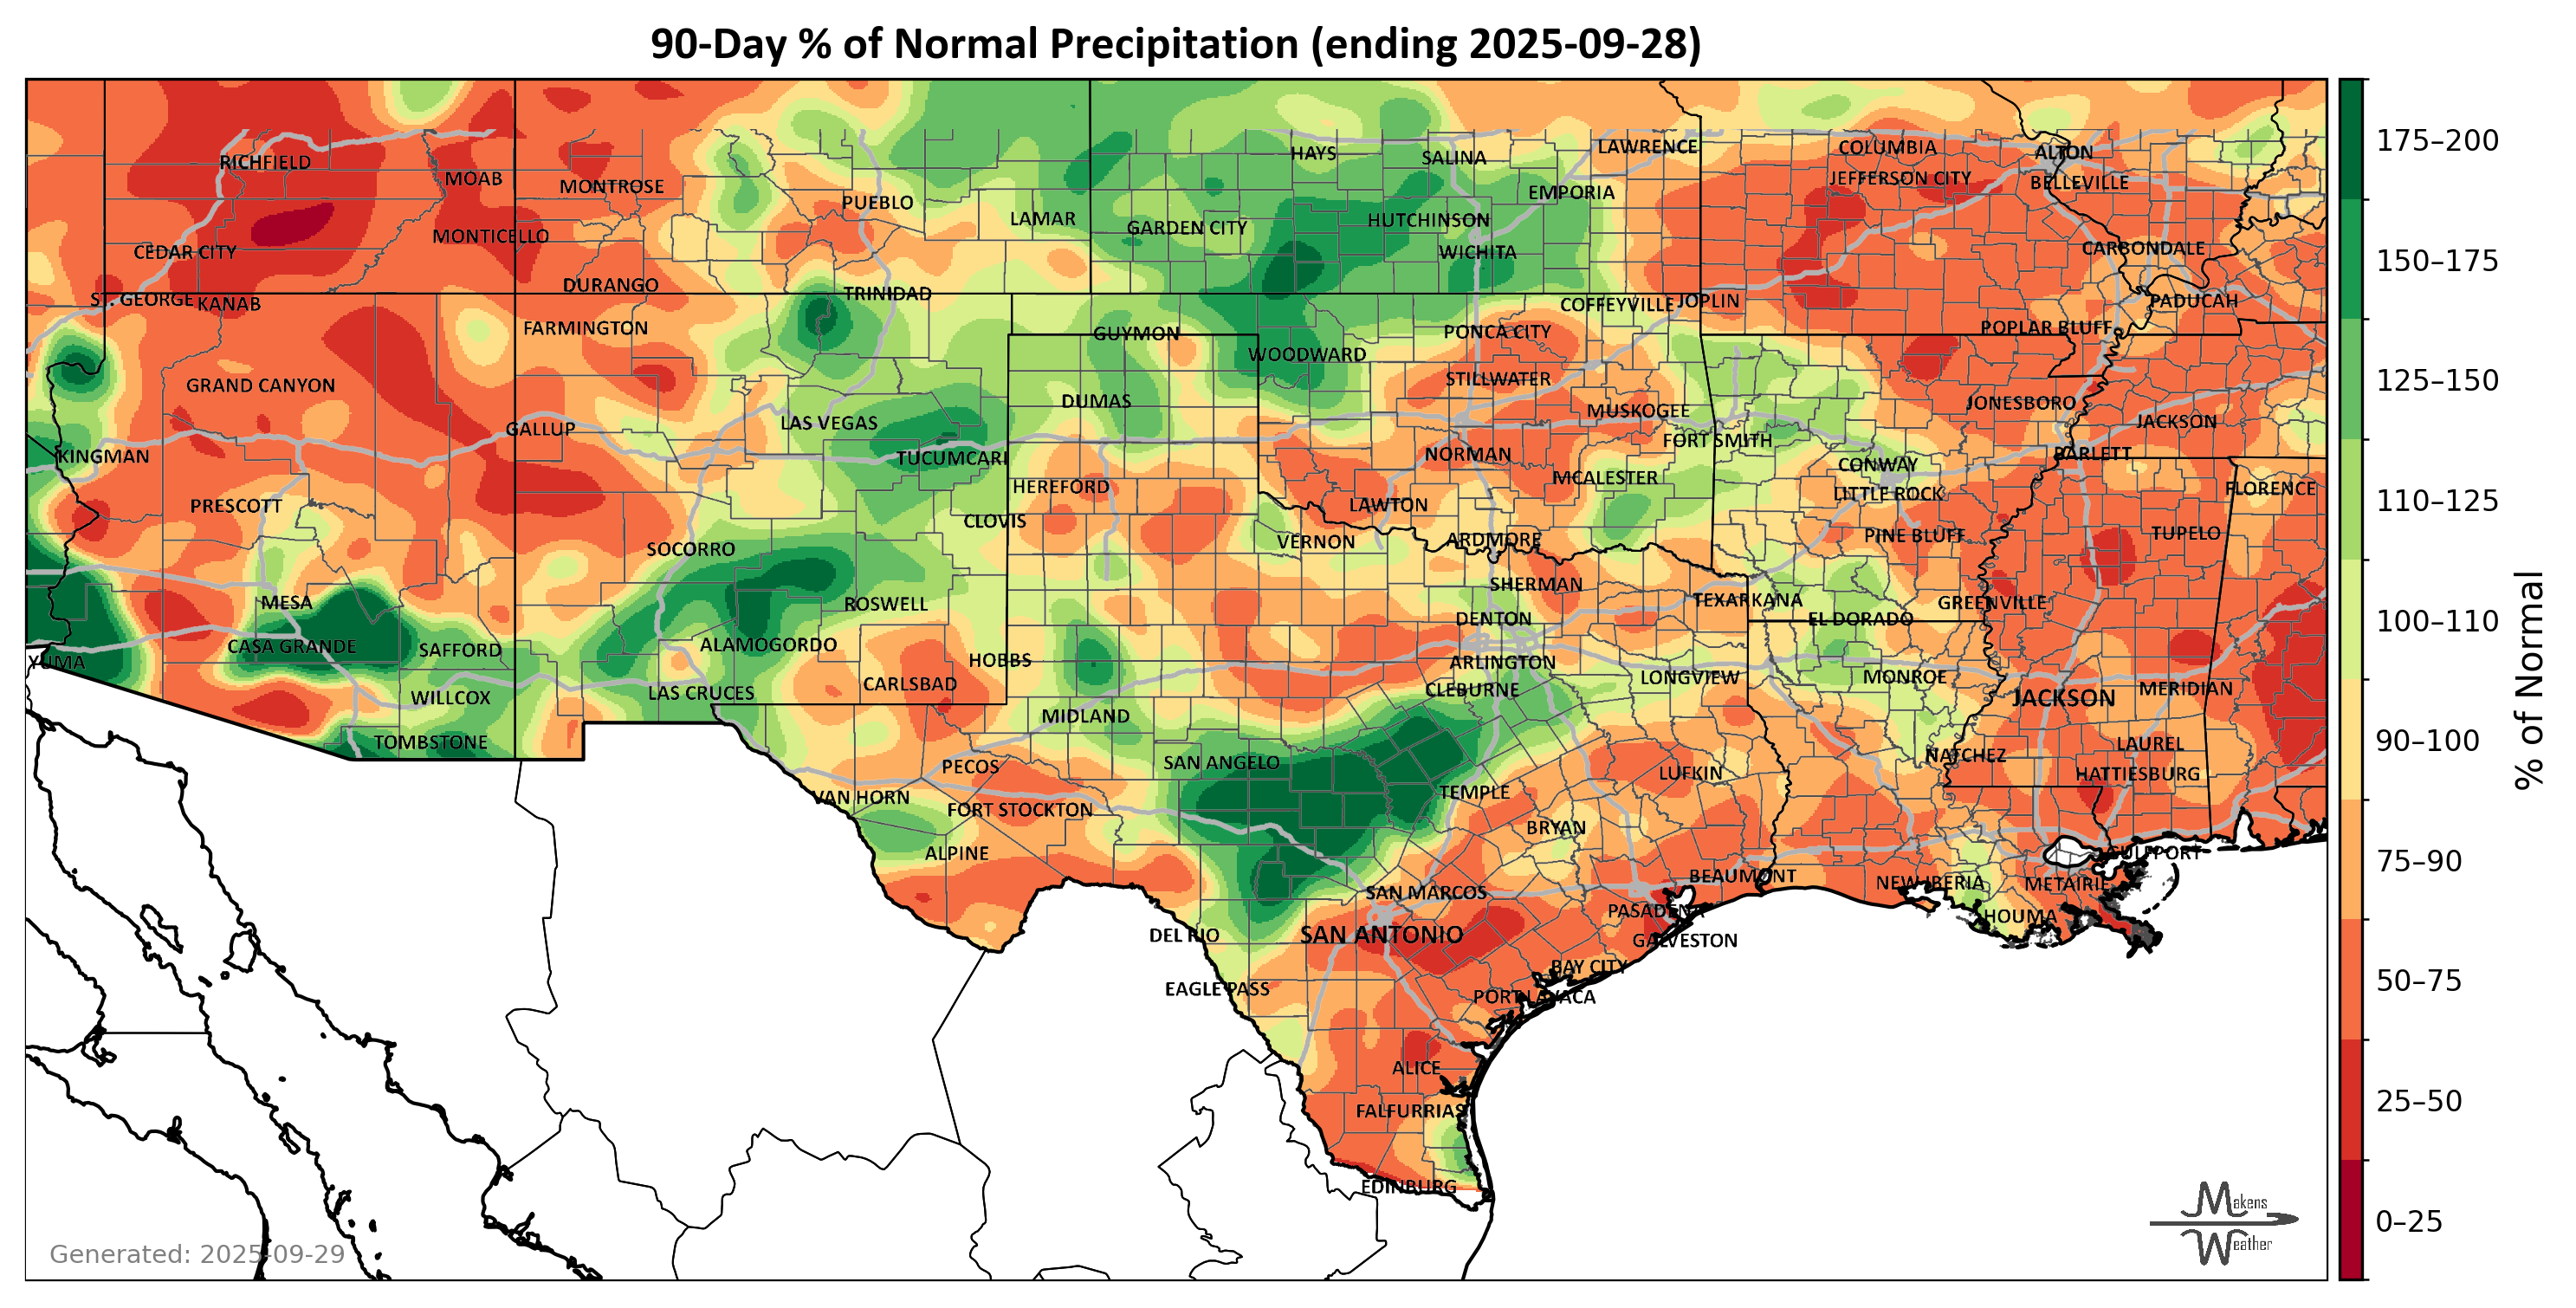 90-Day % of Normal Precipitation (ending 2025-09-28)
RICHFIELD
MOAB
MONTROSE
PUEBLO
LAMAR
HAYS
SALINA
LAWRENCE
COLUMBIA
ALTON
JEFFERSON CITY
BELLEVILLE
EMPORIA
GARDEN CITY
HUTCHINSON
MONTICELLO
CEDAR CITY
WICHITA
CARBONDALE
DURANGO
TRINIDAD
ST. GEORGE
KANAB
COFFEYVILLE
JOPLIN
PADUCAH
FARMINGTON
GUYMON
PONCA CITY
POPLAR BLUFF
WOODWARD
GRAND CANYON
STILLWATER
DUMAS
MUSKOGEE
JONESBORO
JACKSON
GALLUP
LAS VEGAS
FORT SMITH
KINGMAN
TUCUMCARI
NORMAN
BARLETT
CONWAY
MCALESTER
HEREFORD
LITTLE ROCK
FLORENCE
PRESCOTT
LAWTON
CLOVIS
VERNON
ARDMORE
PINE BLUFF
TUPELO
SOCORRO
SHERMAN
MESA
ROSWELL
TEXARKANA
GREENVILLE
DENTON
EL DORADO
CASA GRANDE
SAFFORD
ALAMOGORDO
YUMA
HOBBS
ARLINGTON
LONGVIEW
MONROE
CARLSBAD
CLEBURNE
MERIDIAN
WILLCOX
LAS CRUCES
JACKSON
MIDLAND
TOMBSTONE
LAUREL
NATCHEZ
PECOS
SAN ANGELO
LUFKIN
HATTIESBURG
VAN HORN
FORT STOCKTON
TEMPLE
BRYAN
ALPINE
GULFPORT
BEAUMONT
SAN MARCOS
NEW IBERIA
METAIRIE
PASADENA
HOUMA
DEL RIO
SAN ANTONIO
GALVESTON
BAY CITY
EAGLE PASS
PORT LAVACA
ALICE
FALFURRIAS
EDINBURG
175–200
150–175
125–150
110–125
100–110
90–100
75–90
50–75
25–50
0–25
% of Normal
Makens
Weather
Generated: 2025-09-29